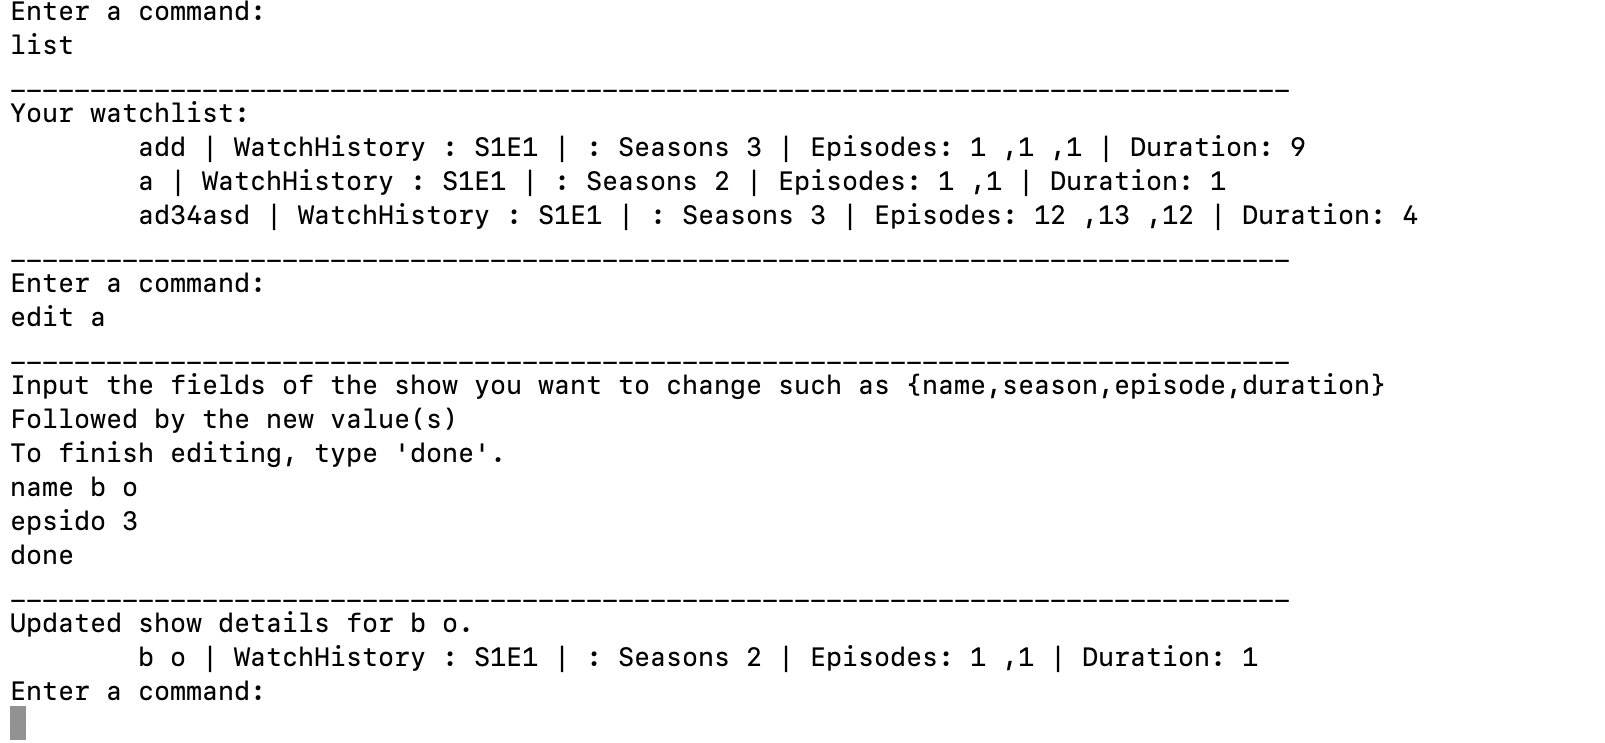 Enter a command:
list
________________________________________________________________________________
Your watchlist:
        add | WatchHistory : S1E1 | : Seasons 3 | Episodes: 1 ,1 ,1 | Duration: 9
        a | WatchHistory : S1E1 | : Seasons 2 | Episodes: 1 ,1 | Duration: 1
        ad34asd | WatchHistory : S1E1 | : Seasons 3 | Episodes: 12 ,13 ,12 | Duration: 4
________________________________________________________________________________
Enter a command:
edit a
________________________________________________________________________________
Input the fields of the show you want to change such as {name,season,episode,duration}
Followed by the new value(s)
To finish editing, type 'done'.
name b o
epsido 3
done
________________________________________________________________________________
Updated show details for b o.
        b o | WatchHistory : S1E1 | : Seasons 2 | Episodes: 1 ,1 | Duration: 1
Enter a command: